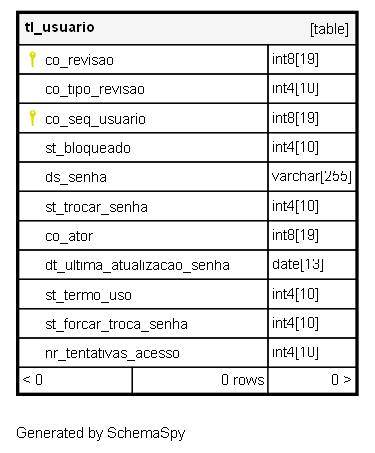 tl_usuario [table]
co_revisao int8[19]
co_tipo_revisao int4[10]
co_seq_usuario int8[19]
st_bloqueado int4[10]
ds_senha varchar[255]
st_trocar_senha int4[10]
co_ator int8[19]
dt_ultima_atualizacao_senha date[13]
st_termo_uso int4[10]
st_forcar_troca_senha int4[10]
nr_tentativas_acesso int4[10]
< 0 0 rows 0 >
Generated by SchemaSpy